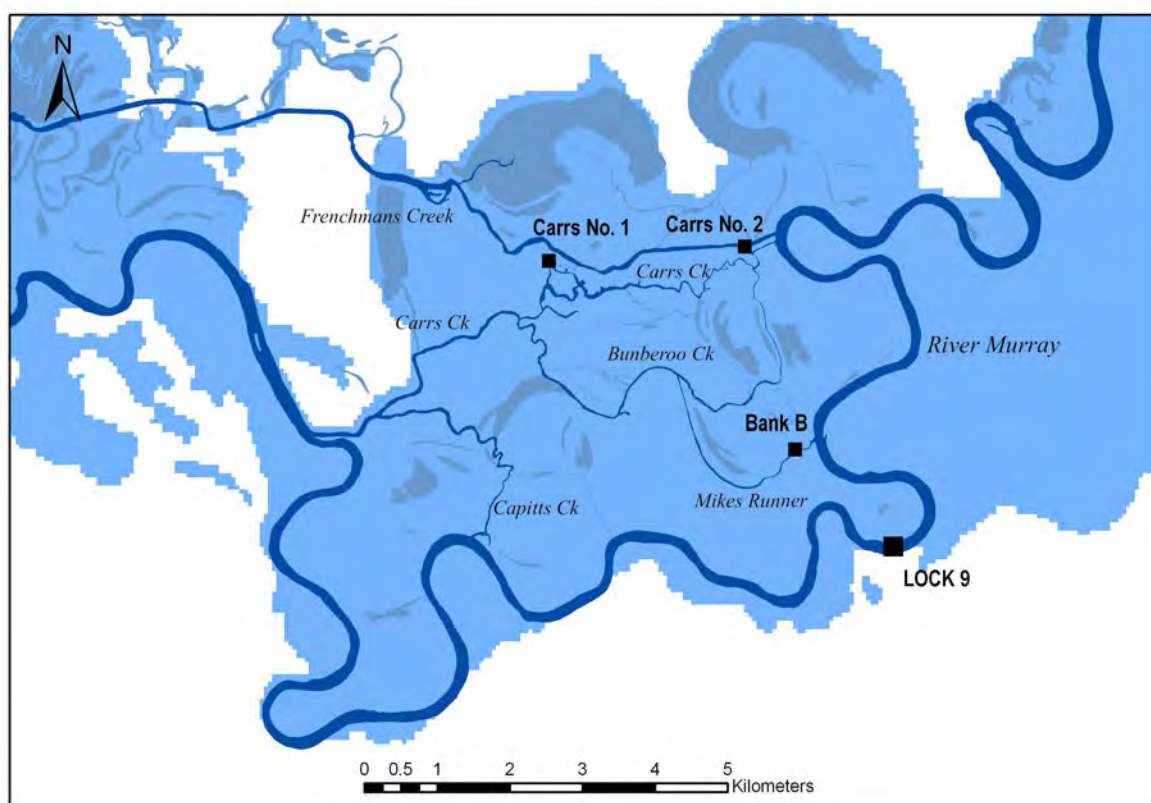 N
Frenchmans Creek
Carrs No. 1
Carrs No. 2
Carrs Ck
Carrs Ck
Bunberoo Ck
River Murray
Bank B
Mikes Runner
Capitts Ck
LOCK 9
0 0.5 1 2 3 4 5
Kilometers